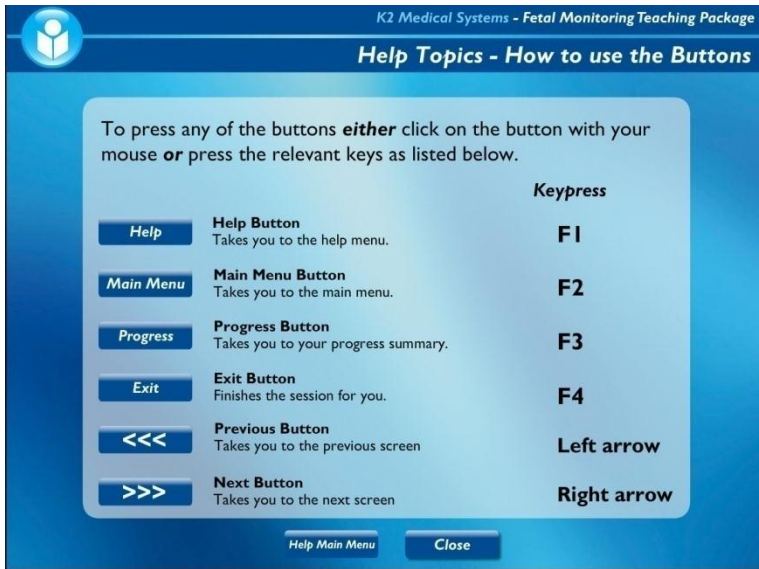 K2 Medical Systems - Fetal Monitoring Teaching Package
Help Topics - How to use the Buttons
To press any of the buttons either click on the button with your
mouse or press the relevant keys as listed below.
Keypress
Help
Help Button
Takes you to the help menu.
F1
Main Menu
Main Menu Button
Takes you to the main menu.
F2
Progress
Progress Button
Takes you to your progress summary.
F3
Exit
Exit Button
Finishes the session for you.
F4
<<<
Previous Button
Takes you to the previous screen
Left arrow
>>>
Next Button
Takes you to the next screen
Right arrow
Help Main Menu
Close